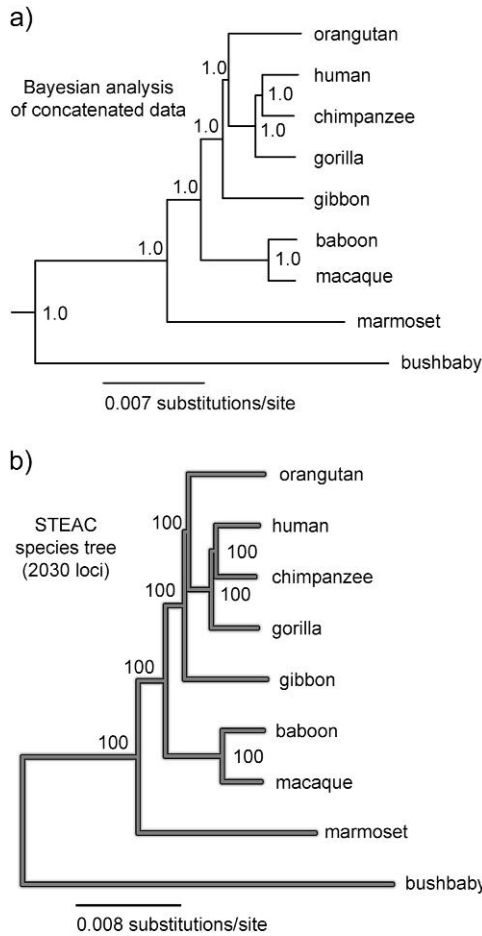 a)
orangutan
1.0
human
Bayesian analysis
of concatenated data
1.0
chimpanzee
1.0
1.0
gorilla
1.0
gibbon
baboon
1.0
1.0
macaque
1.0
marmoset
bushbaby
0.007 substitutions/site
b)
orangutan
STEAC
species tree
(2030 loci)
100
human
100
chimpanzee
100
100
gorilla
100
gibbon
baboon
100
100
macaque
marmoset
bushbaby
0.008 substitutions/site